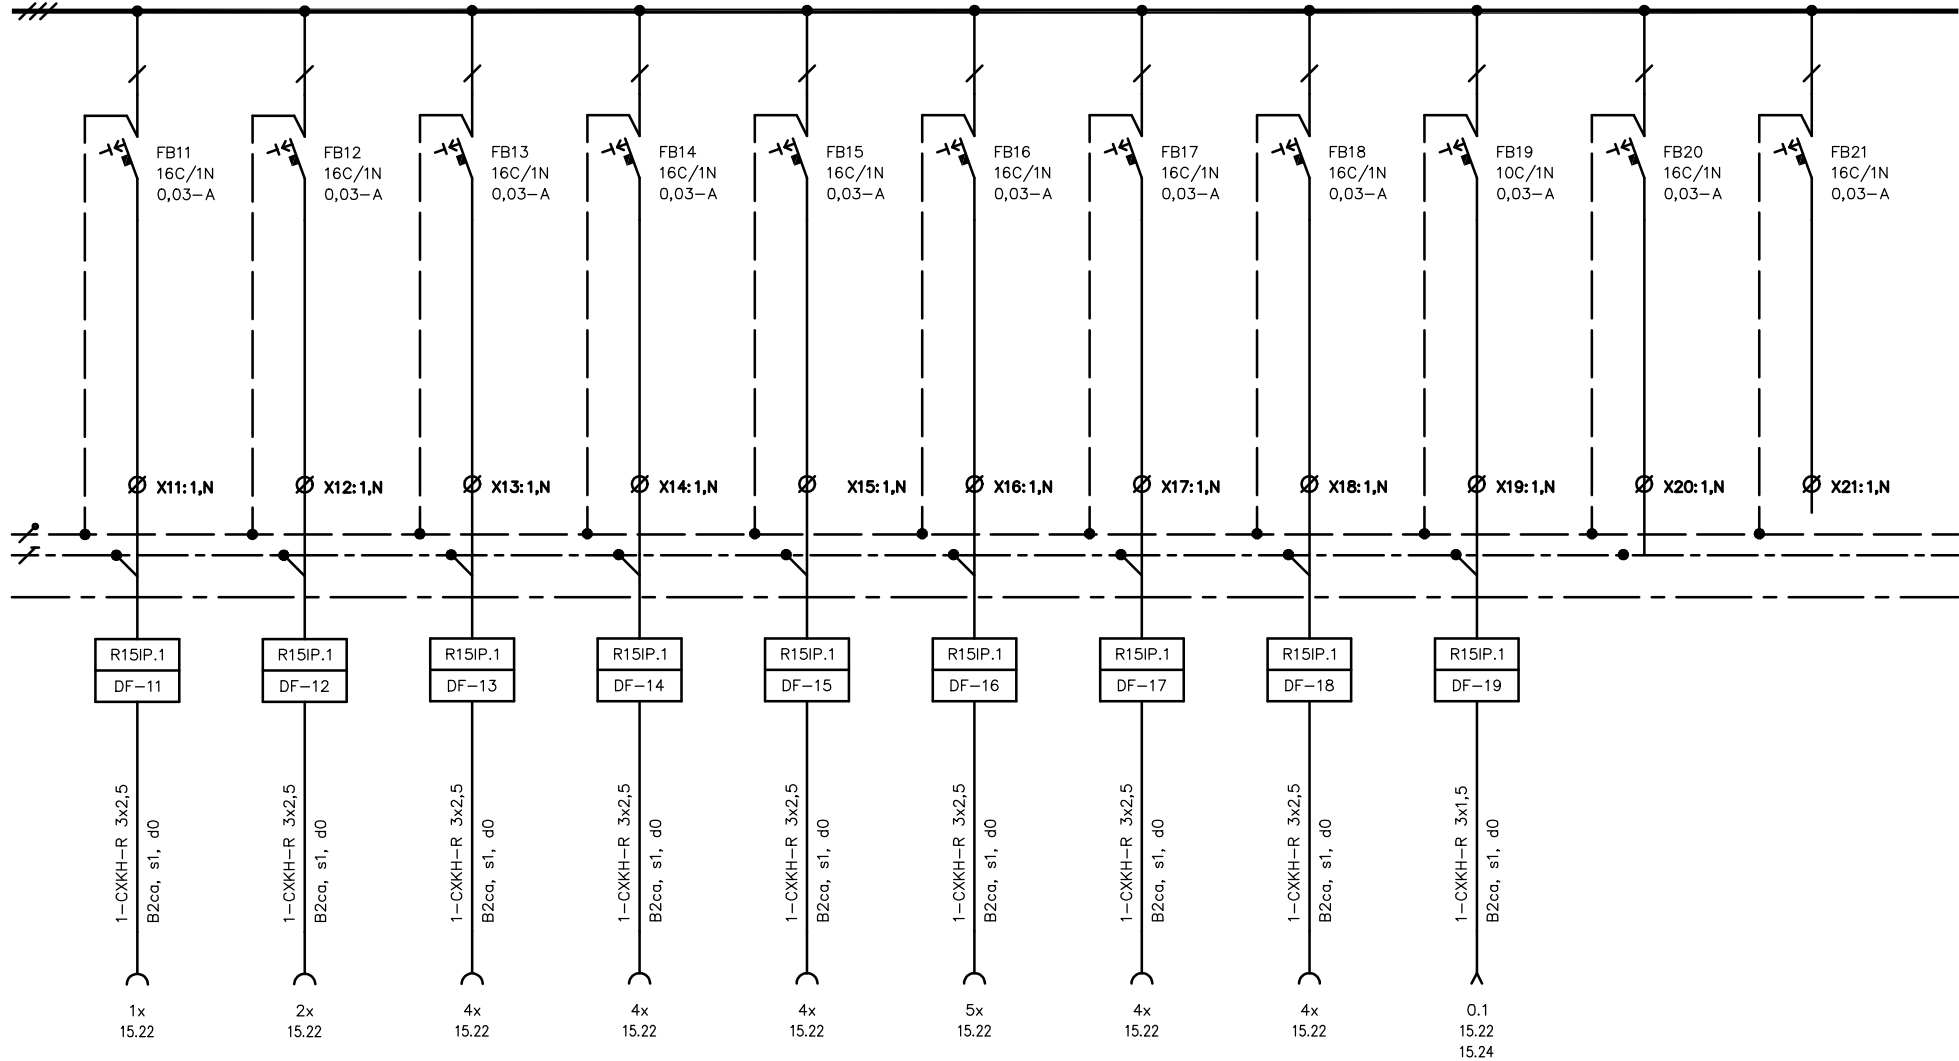 FB11
16C/1N
0,03-A
FB12
16C/1N
0,03-A
FB13
16C/1N
0,03-A
FB14
16C/1N
0,03-A
FB15
16C/1N
0,03-A
FB16
16C/1N
0,03-A
FB17
16C/1N
0,03-A
FB18
16C/1N
0,03-A
FB19
10C/1N
0,03-A
FB20
16C/1N
0,03-A
FB21
16C/1N
0,03-A
X11:1,N
X12:1,N
X13:1,N
X14:1,N
X15:1,N
X16:1,N
X17:1,N
X18:1,N
X19:1,N
X20:1,N
X21:1,N
R15IP.1
DF-11
R15IP.1
DF-12
R15IP.1
DF-13
R15IP.1
DF-14
R15IP.1
DF-15
R15IP.1
DF-16
R15IP.1
DF-17
R15IP.1
DF-18
R15IP.1
DF-19
1-CXKH-R 3x2,5
B2ca, s1, d0
1-CXKH-R 3x2,5
B2ca, s1, d0
1-CXKH-R 3x2,5
B2ca, s1, d0
1-CXKH-R 3x2,5
B2ca, s1, d0
1-CXKH-R 3x2,5
B2ca, s1, d0
1-CXKH-R 3x2,5
B2ca, s1, d0
1-CXKH-R 3x2,5
B2ca, s1, d0
1-CXKH-R 3x2,5
B2ca, s1, d0
1-CXKH-R 3x1,5
B2ca, s1, d0
1x
15.22
2x
15.22
4x
15.22
4x
15.22
4x
15.22
5x
15.22
4x
15.22
4x
15.22
0.1
15.22
15.24